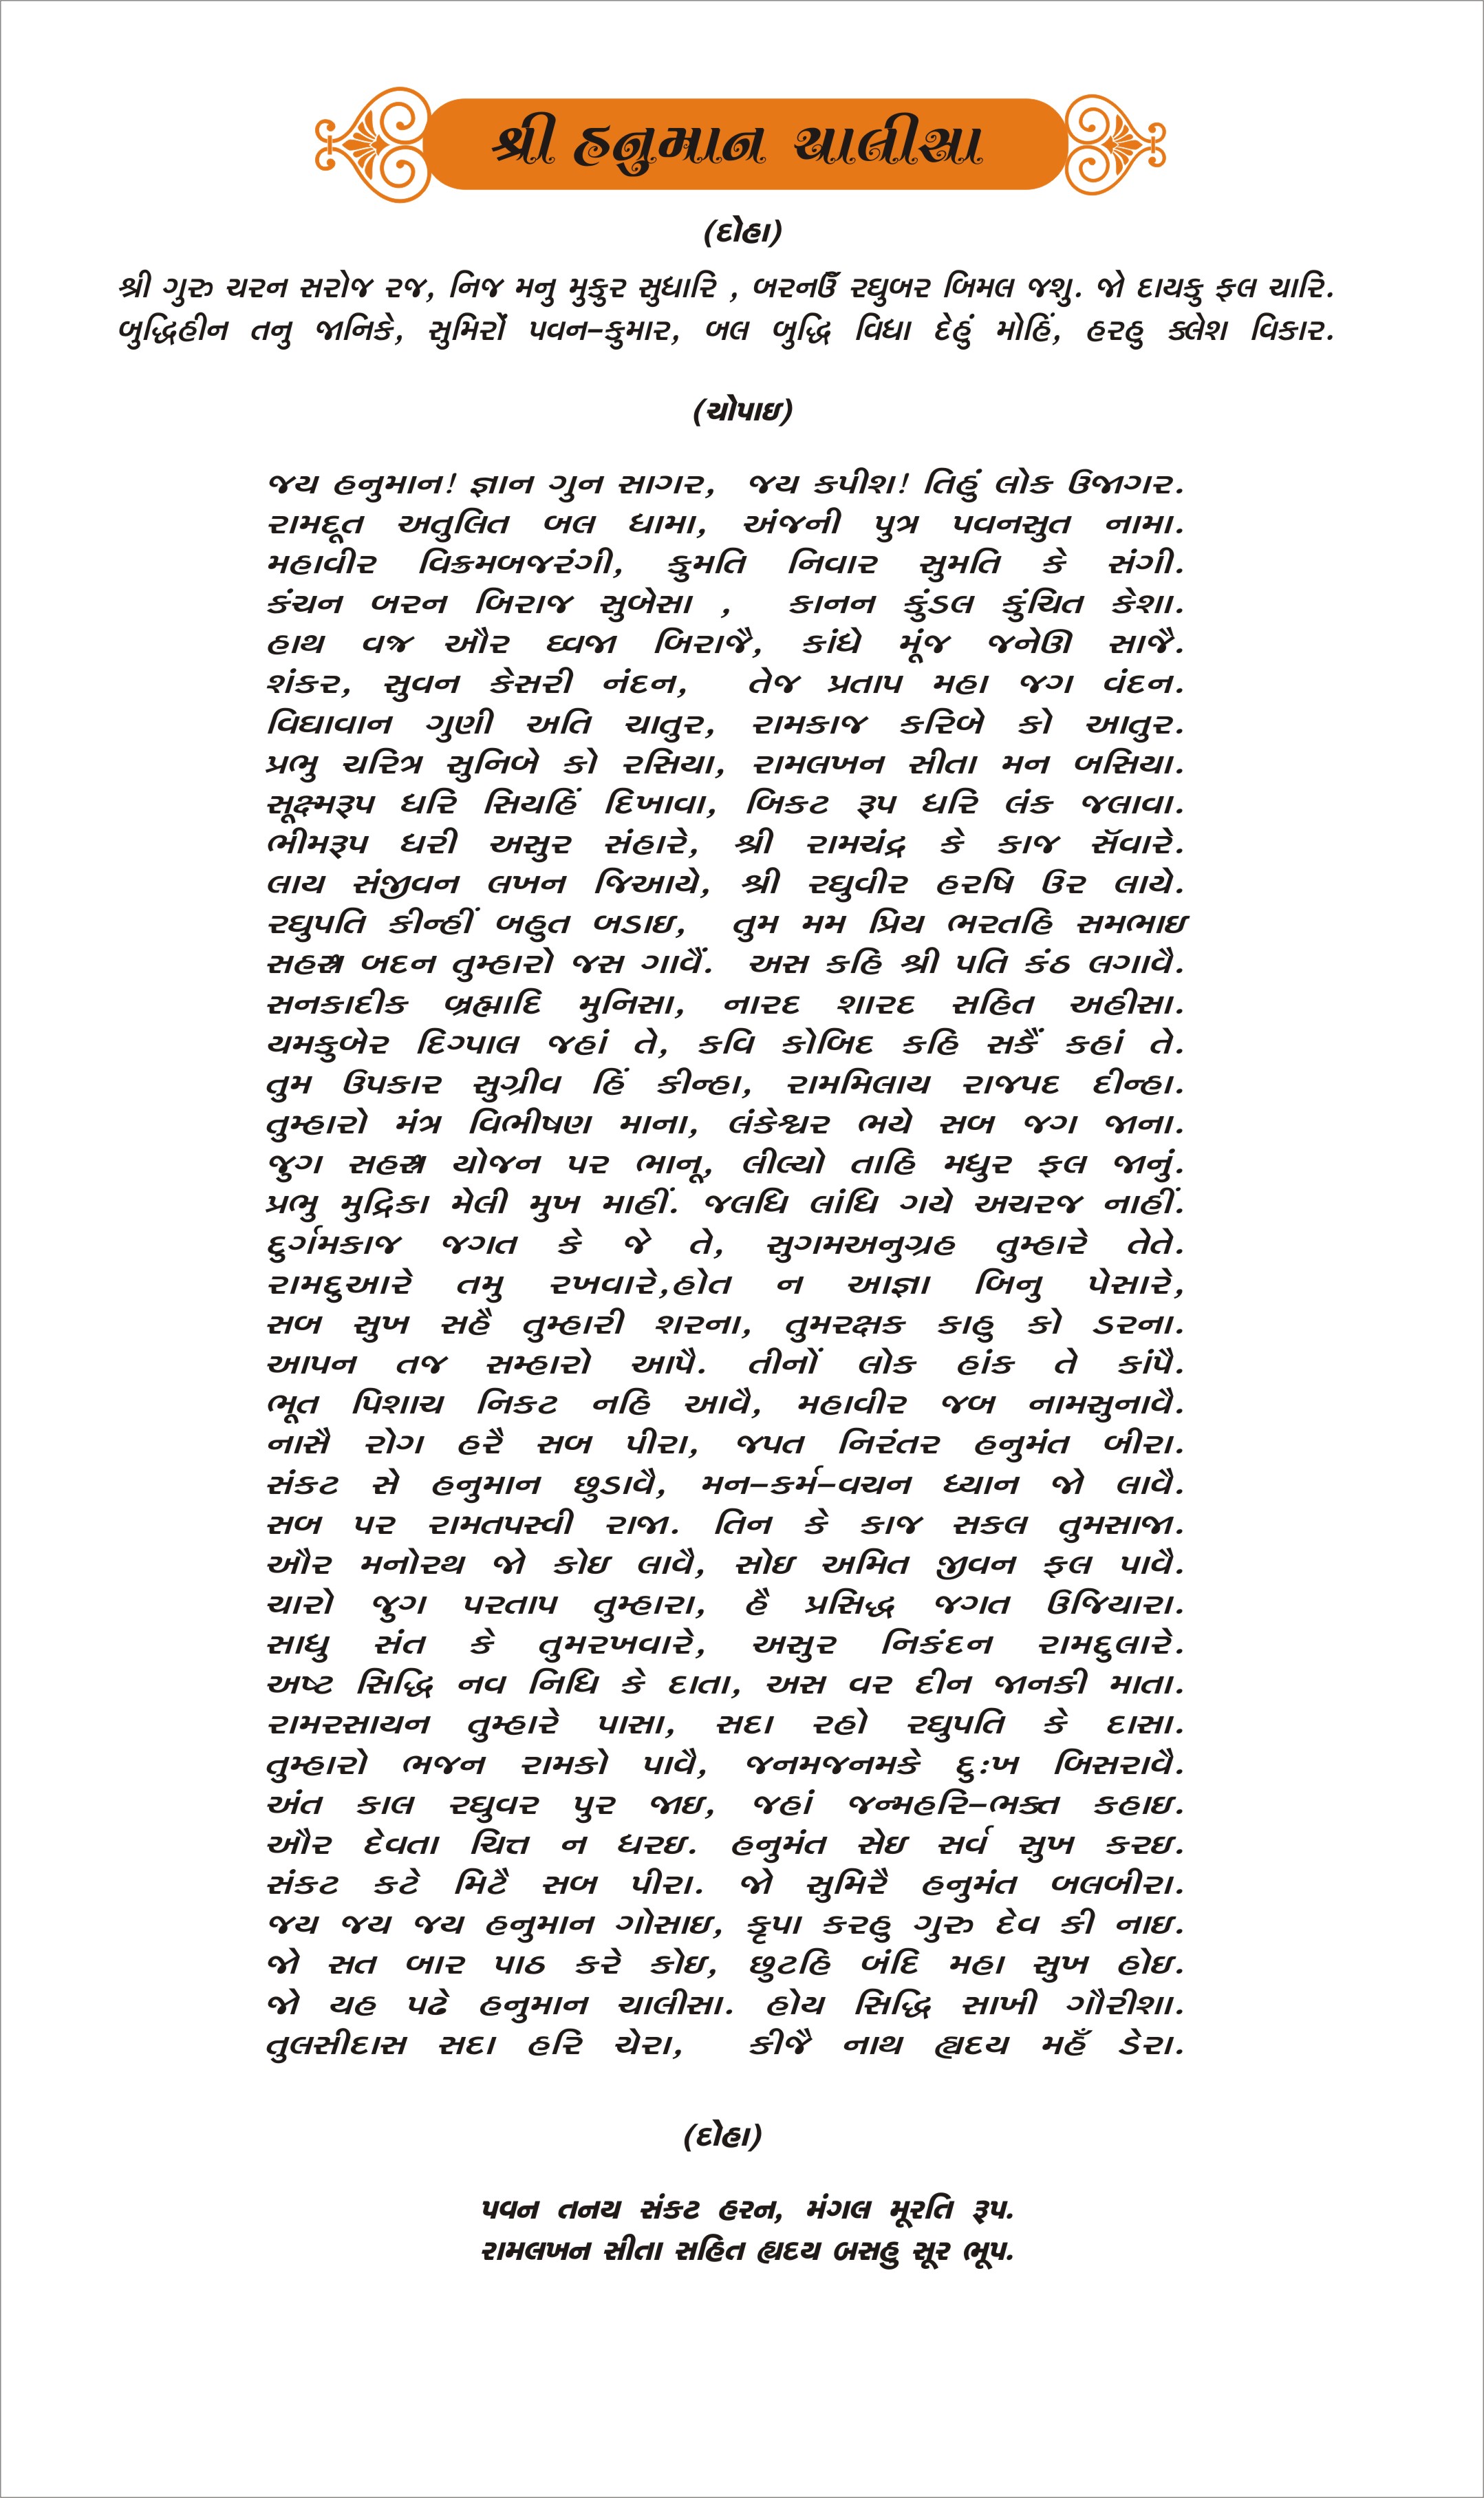 શ્રી હનુમાન ચાલીસા
(દોહા)
શ્રી ગુરુ ચરન સરોજ રજ, નિજ મનુ મુકુર સુધારિ , બરનઉઁ રઘુબર બિમલ જશુ. જો દાયકુ ફલ ચારિ.
બુદ્ધિહીન તનુ જાનિકે, સુમિરોં પવન-કુમાર, બલ બુદ્ધિ વિધા દેહું મોહિં, હરહુ ક્લેશ વિકાર.
(ચોપાઇ)
જય હનુમાન! જ્ઞાન ગુન સાગર, જય કપીશ! તિહું લોક ઉજાગર.
રામદૂત અતુલિત બલ ધામા, અંજની પુત્ર પવનસુત નામા.
મહાવીર વિક્રમબજરંગી, કુમતિ નિવાર સુમતિ કે સંગી.
કંચન બરન બિરાજ સુબેસા , કાનન કુંડલ કુંચિત કેશા.
હાથ વજ્ર ઔર ધ્વજા બિરાજૈ, કાંધે મૂંજ જનેઊ સાજૈ.
શંકર, સુવન કેસરી નંદન, તેજ પ્રતાપ મહા જગ વંદન.
વિદ્યાવાન ગુણી અતિ ચાતુર, રામકાજ કરિબે કો આતુર.
પ્રભુ ચરિત્ર સુનિબે કો રસિયા, રામલખન સીતા મન બસિયા.
સૂક્ષ્મરૂપ ધરિ સિયહિં દિખાવા, બિકટ રૂપ ધરિ લંક જલાવા.
ભીમરૂપ ધરી અસુર સંહારે, શ્રી રામચંદ્ર કે કાજ સઁવારે.
લાય સંજીવન લખન જિઆયે, શ્રી રઘુવીર હરષિ ઉર લાયે.
રઘુપતિ કીન્હીં બહુત બડાઇ, તુમ મમ પ્રિય ભરતહિ સમભાઇ
સહસ્ત્ર બદન તુમ્હારો જસ ગાવૈં. અસ કહિ શ્રી પતિ કંઠ લગાવૈ.
સનકાદીક બ્રહ્માદિ મુનિસા, નારદ શારદ સહિત અહીસા.
યમકુબેર દિગ્પાલ જહાં તે, કવિ કોબિદ કહિ સકૈં કહાં તે.
તુમ ઉપકાર સુગ્રીવ હિં કીન્હા, રામમિલાય રાજપદ દીન્હા.
તુમ્હારો મંત્ર વિભીષણ માના, લંકેશ્વર ભયે સબ જગ જાના.
જુગ સહસ્ત્ર યોજન પર ભાનૂ, લીલ્યો તાહિ મધુર ફલ જાનું.
પ્રભુ મુદ્રિકા મેલી મુખ માહીં. જલધિ લાંધિ ગયે અચરજ નાહીં.
દુર્ગમકાજ જગત કે જે તે, સુગમઅનુગ્રહ તુમ્હારે તેતે.
રામદુઆરે તમુ રખવારે,હોત ન આજ્ઞા બિનુ પેસારે,
સબ સુખ સહૈ તુમ્હારી શરના, તુમરક્ષક કાહુ કો ડરના.
આપન તજ સમ્હારો આપૈ. તીનોં લોક હાંક તે કાંપૈ.
ભૂત પિશાચ નિકટ નહિ આવૈ, મહાવીર જબ નામસુનાવૈ.
નાસૈ રોગ હરૈ સબ પીરા, જપત નિરંતર હનુમંત બીરા.
સંકટ સે હનુમાન છુડાવૈ, મન-કર્મ-વચન ધ્યાન જો લાવૈ.
સબ પર રામતપસ્વી રાજા. તિન કે કાજ સકલ તુમસાજા.
ઔર મનોરથ જો કોઇ લાવૈ, સોઇ અમિત જીવન ફલ પાવૈ.
ચારો જુગ પરતાપ તુમ્હારા, હૈ પ્રસિદ્ધ જગત ઉજિયારા.
સાધુ સંત કે તુમરખવારે, અસુર નિકંદન રામદુલારે.
અષ્ટ સિદ્ધિ નવ નિધિ કે દાતા, અસ વર દીન જાનકી માતા.
રામરસાયન તુમ્હારે પાસા, સદા રહો રઘુપતિ કે દાસા.
તુમ્હારો ભજન રામકો પાવૈ, જનમજનમકે દુ:ખ બિસરાવૈ.
અંત કાલ રઘુવર પુર જાઇ, જહાં જન્મહરિ-ભક્ત કહાઇ.
ઔર દેવતા ચિત્ત ન ધરઇ. હનુમંત સેઇ સર્વ સુખ કરઇ.
સંકટ કટે મિટૈ સબ પીરા. જો સુમિરૈ હનુમંત બલબીરા.
જય જય જય હનુમાન ગોસાઇ, કૃપા કરહુ ગુરુ દેવ કી નાઇ.
જો સત બાર પાઠ કરે કોઇ, છુટહિ બંદિ મહા સુખ હોઇ.
જો યહ પઢે હનુમાન ચાલીસા. હોય સિદ્ધિ સાખી ગૌરીશા.
તુલસીદાસ સદા હરિ ચેરા, કીજૈ નાથ હ્યદય મહઁ ડેરા.
(દોહા)
પવન તનય સંકટ હરન, મંગલ મૂરતિ રૂપ.
રામલખન સીતા સહિત હ્યદય બસહુ સૂર ભૂપ.